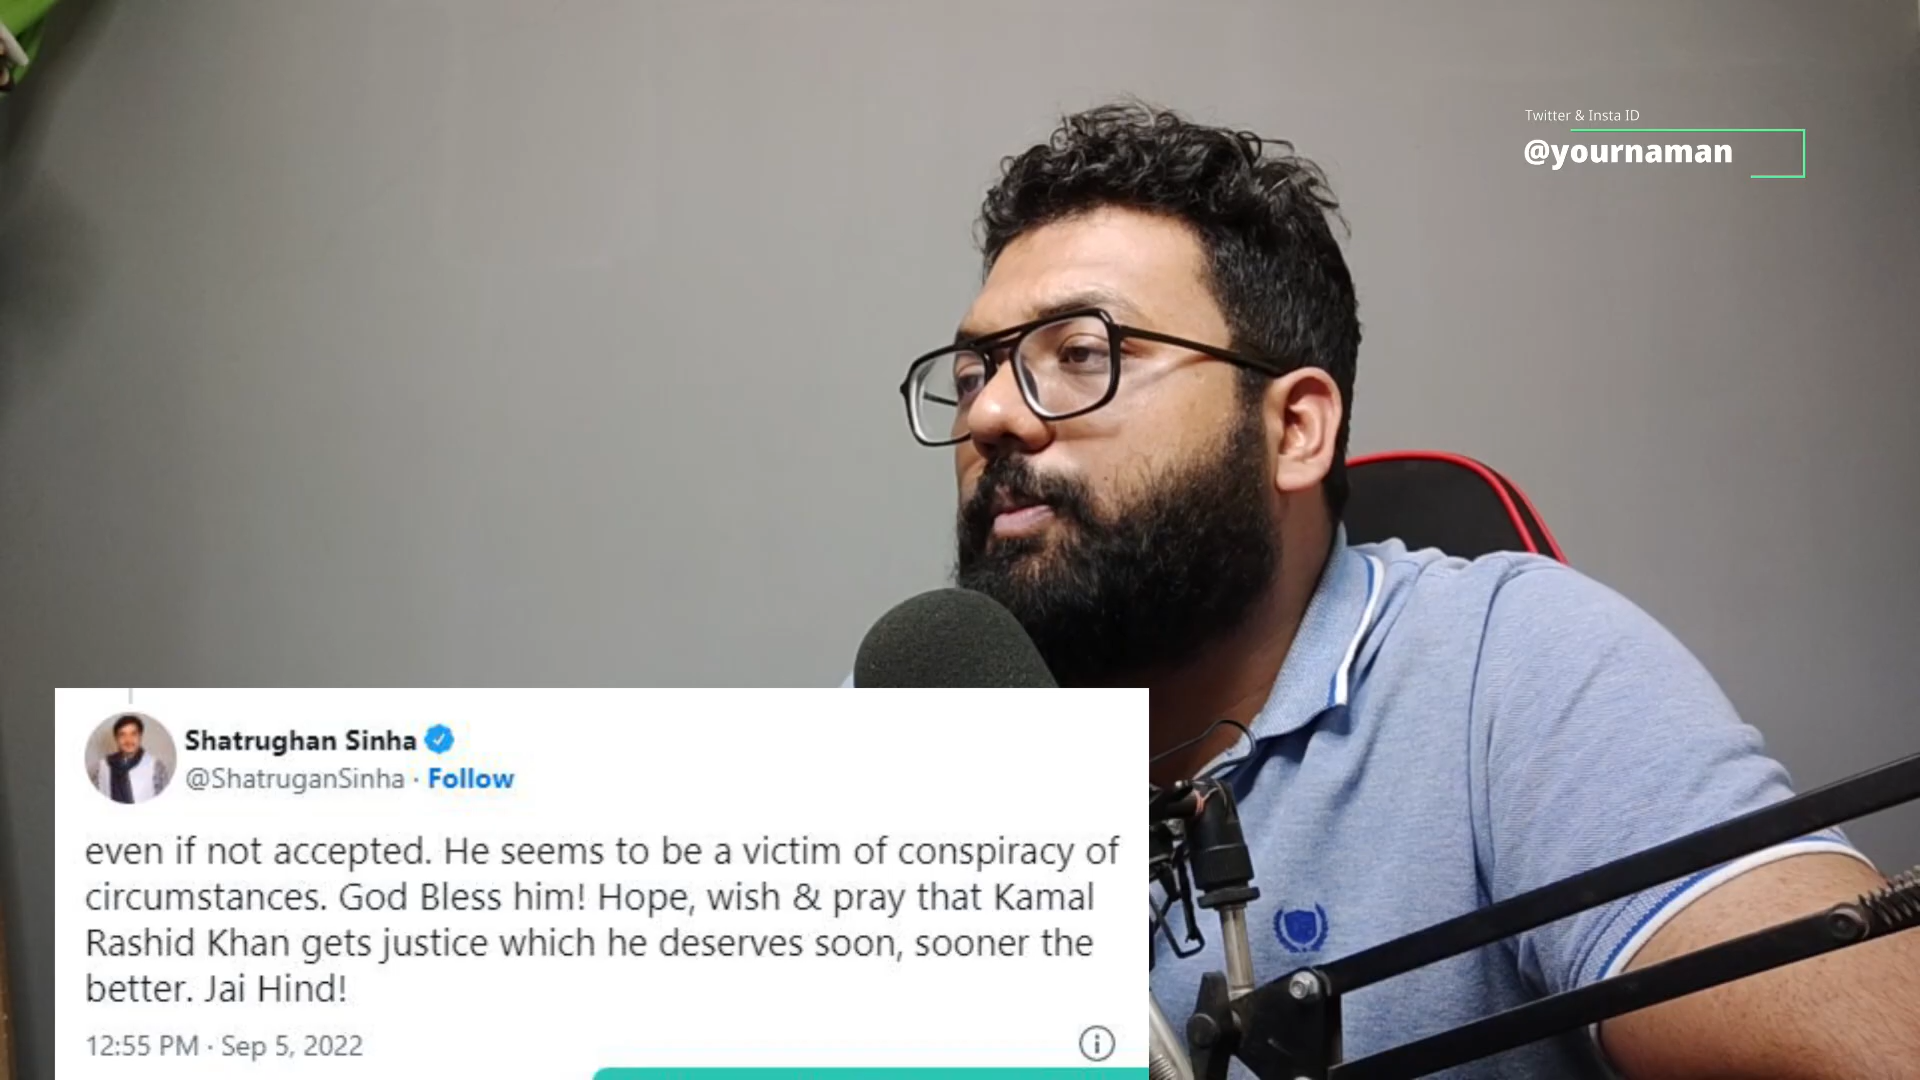 Twitter & Insta ID
@yournaman
Shatrughan Sinha
@ShatruganSinha · Follow
even if not accepted. He seems to be a victim of conspiracy of
circumstances. God Bless him! Hope, wish & pray that Kamal
Rashid Khan gets justice which he deserves soon, sooner the
better. Jai Hind!
12:55 PM · Sep 5, 2022